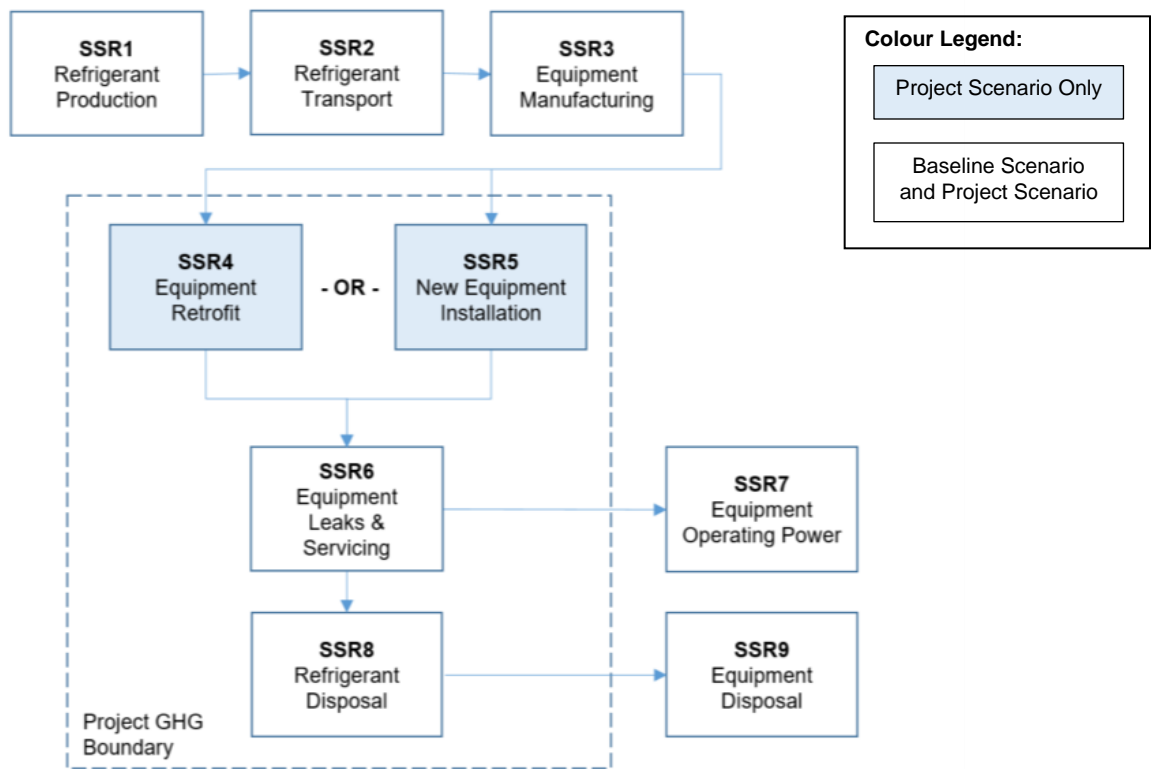 SSR1
Refrigerant
Production
SSR2
Refrigerant
Transport
SSR3
Equipment
Manufacturing
Colour Legend:
Project Scenario Only
Baseline Scenario
and Project Scenario
SSR4
Equipment
Retrofit
- OR -
SSR5
New Equipment
Installation
SSR6
Equipment
Leaks &
Servicing
SSR7
Equipment
Operating Power
SSR8
Refrigerant
Disposal
SSR9
Equipment
Disposal
Project GHG
Boundary